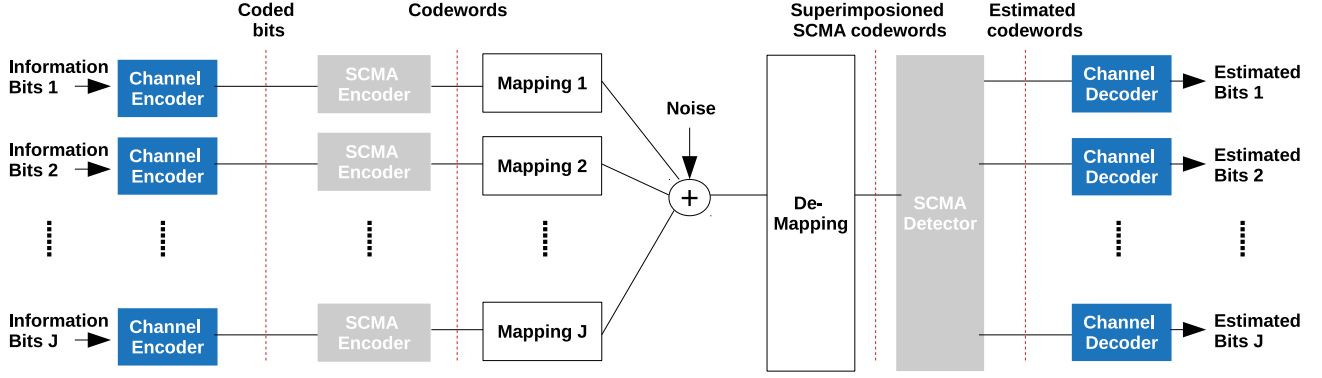 Coded
bits
Codewords
Superimposioned
SCMA codewords
Estimated
codewords
Information
Bits 1
Channel
Encoder
SCMA
Encoder
Mapping 1
Noise
Channel
Decoder
Estimated
Bits 1
Information
Bits 2
Channel
Encoder
SCMA
Encoder
Mapping 2
+
De-
Mapping
SCMA
Detector
Channel
Decoder
Estimated
Bits 2
Information
Bits J
Channel
Encoder
SCMA
Encoder
Mapping J
Channel
Decoder
Estimated
Bits J